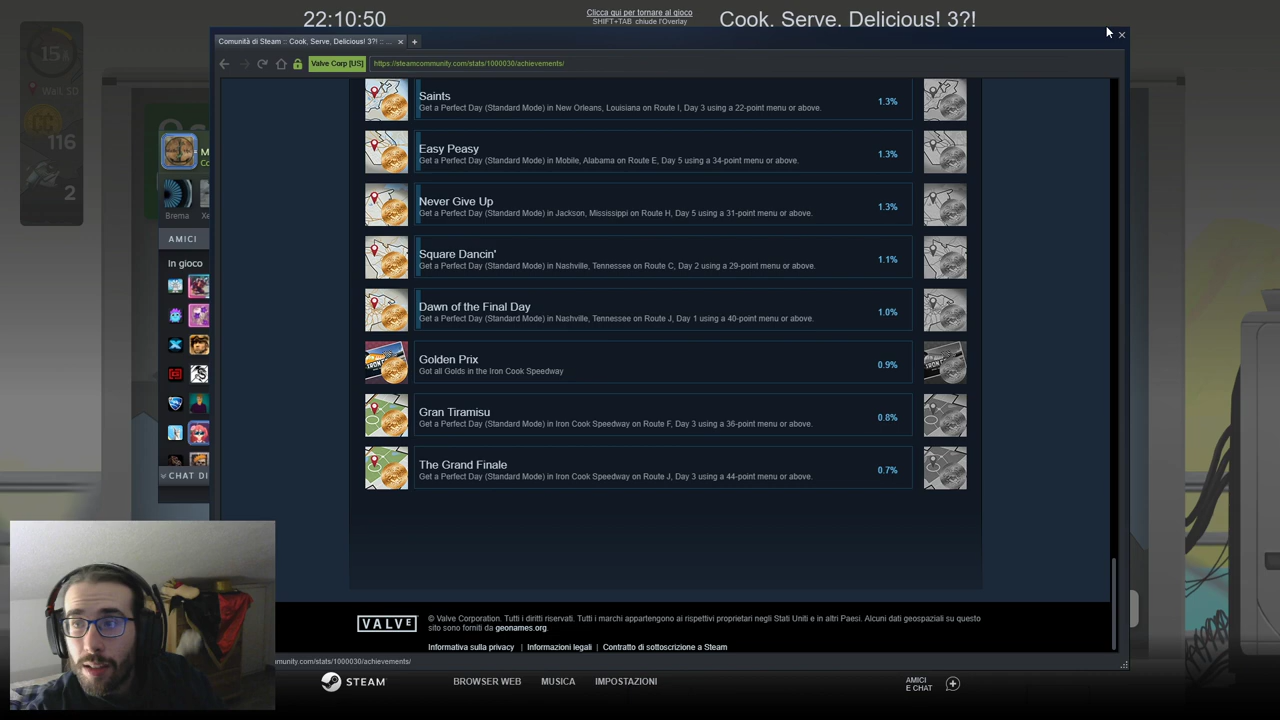 22:10:50
Clicca qui per tornare al gioco
SHIFT+TAB chiude l'Overlay
Cook, Serve, Delicious! 3?!
Comunità di Steam :: Cook, Serve, Delicious! 3?! :: ...
Valve Corp [US]
https://steamcommunity.com/stats/1000030/achievements/
15
Wall, SD
116
2
Brema
Xe
AMICI
In gioco
CHAT DI
Saints
Get a Perfect Day (Standard Mode) in New Orleans, Louisiana on Route I, Day 3 using a 22-point menu or above.
1.3%
Easy Peasy
Get a Perfect Day (Standard Mode) in Mobile, Alabama on Route E, Day 5 using a 34-point menu or above.
1.3%
Never Give Up
Get a Perfect Day (Standard Mode) in Jackson, Mississippi on Route H, Day 5 using a 31-point menu or above.
1.3%
Square Dancin'
Get a Perfect Day (Standard Mode) in Nashville, Tennessee on Route C, Day 2 using a 29-point menu or above.
1.1%
Dawn of the Final Day
Get a Perfect Day (Standard Mode) in Nashville, Tennessee on Route J, Day 1 using a 40-point menu or above.
1.0%
Golden Prix
Got all Golds in the Iron Cook Speedway
0.9%
Gran Tiramisu
Get a Perfect Day (Standard Mode) in Iron Cook Speedway on Route F, Day 3 using a 36-point menu or above.
0.8%
The Grand Finale
Get a Perfect Day (Standard Mode) in Iron Cook Speedway on Route J, Day 3 using a 44-point menu or above.
0.7%
VALVE
© Valve Corporation. Tutti i diritti riservati. Tutti i marchi appartengono ai rispettivi proprietari negli Stati Uniti e in altri Paesi. Alcuni dati geospaziali su questo
sito sono forniti da geonames.org.
Informativa sulla privacy | Informazioni legali | Contratto di sottoscrizione a Steam
mmunity.com/stats/1000030/achievements/
STEAM
BROWSER WEB
MUSICA
IMPOSTAZIONI
AMICI
E CHAT